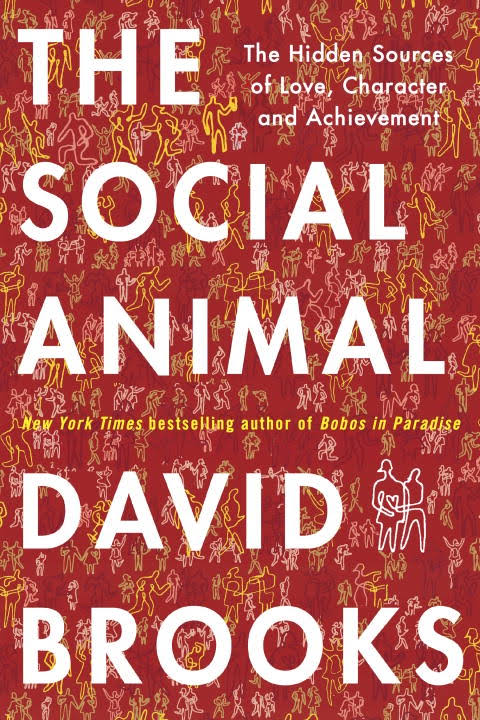 THE
The Hidden Sources
of Love, Character
and Achievement
SOCIAL
ANIMAL
New York Times bestselling author of Bobos in Paradise
DAVID
BROOKS